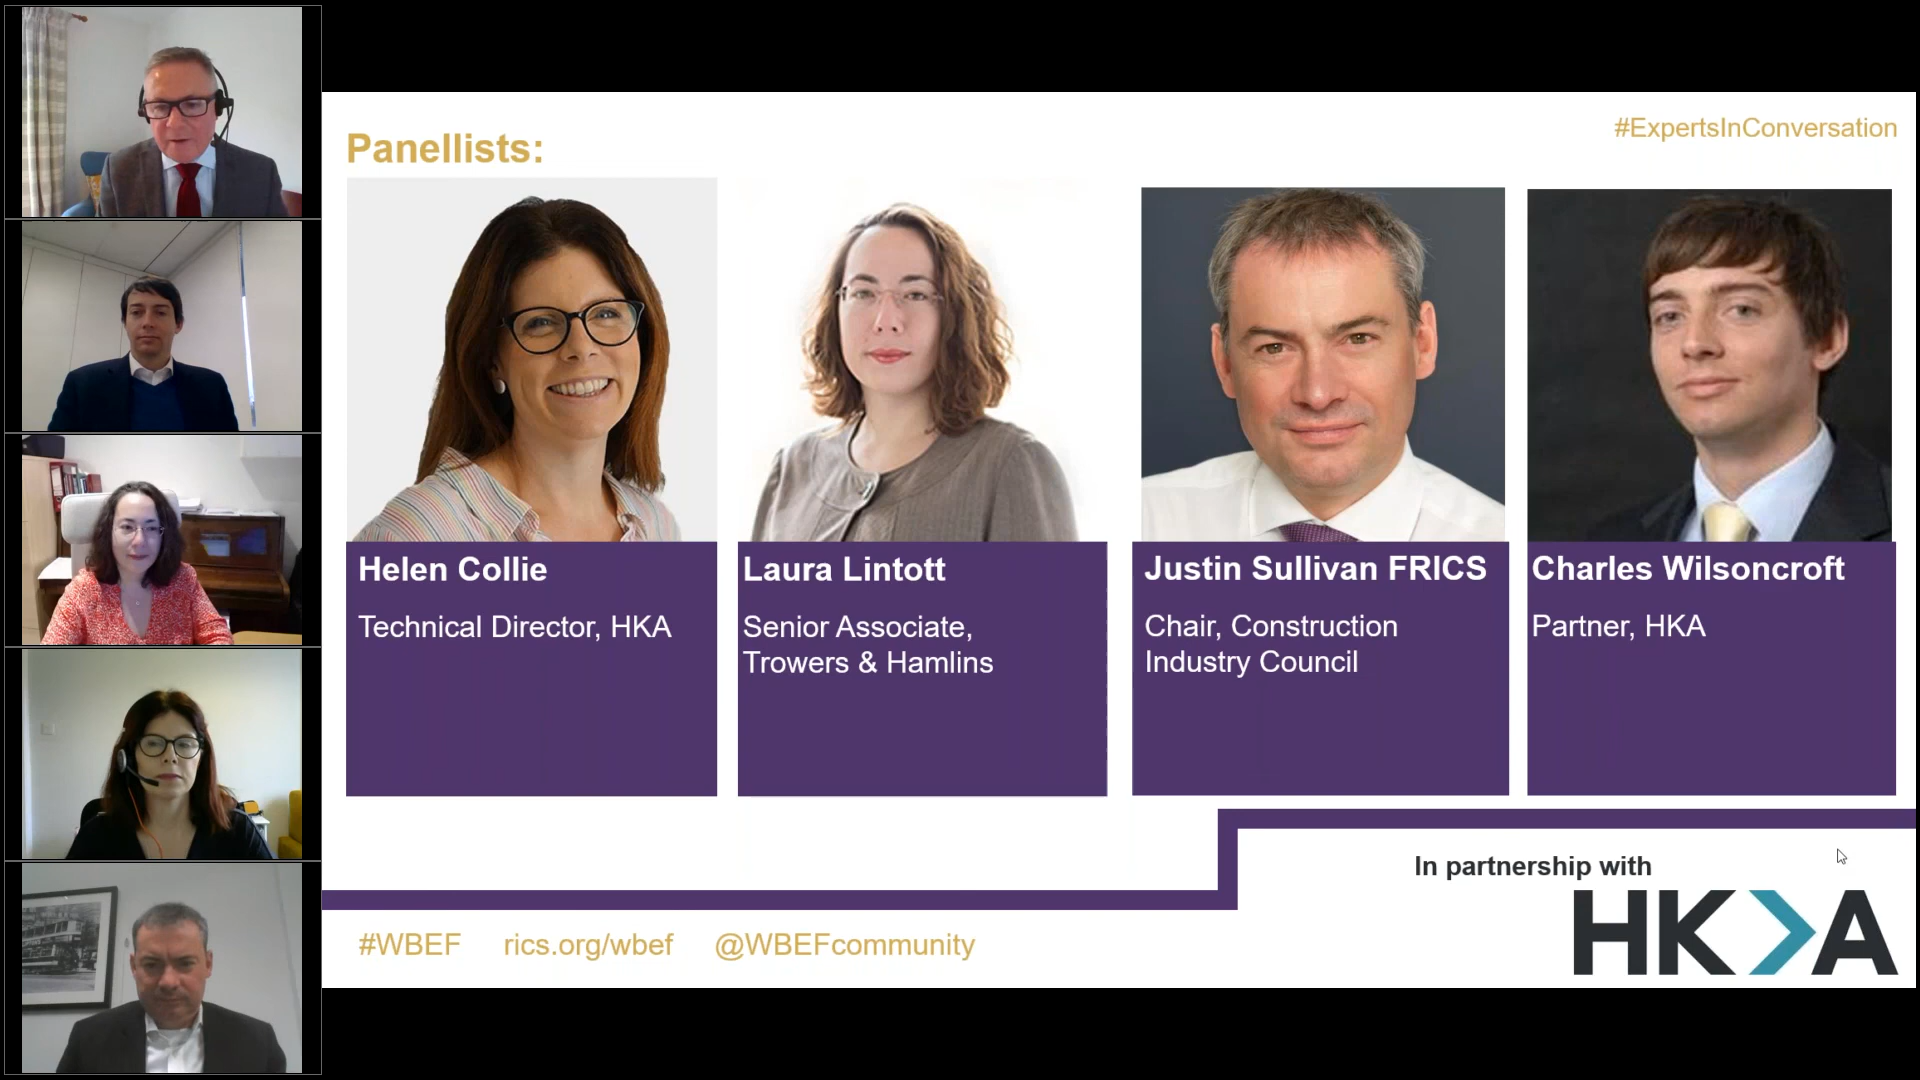 #ExpertsInConversation
Panellists:
Helen Collie
Technical Director, HKA
Laura Lintott
Senior Associate,
Trowers & Hamlins
Justin Sullivan FRICS
Chair, Construction
Industry Council
Charles Wilsoncroft
Partner, HKA
In partnership with
HKA
#WBEF rics.org/wbef @WBEFcommunity